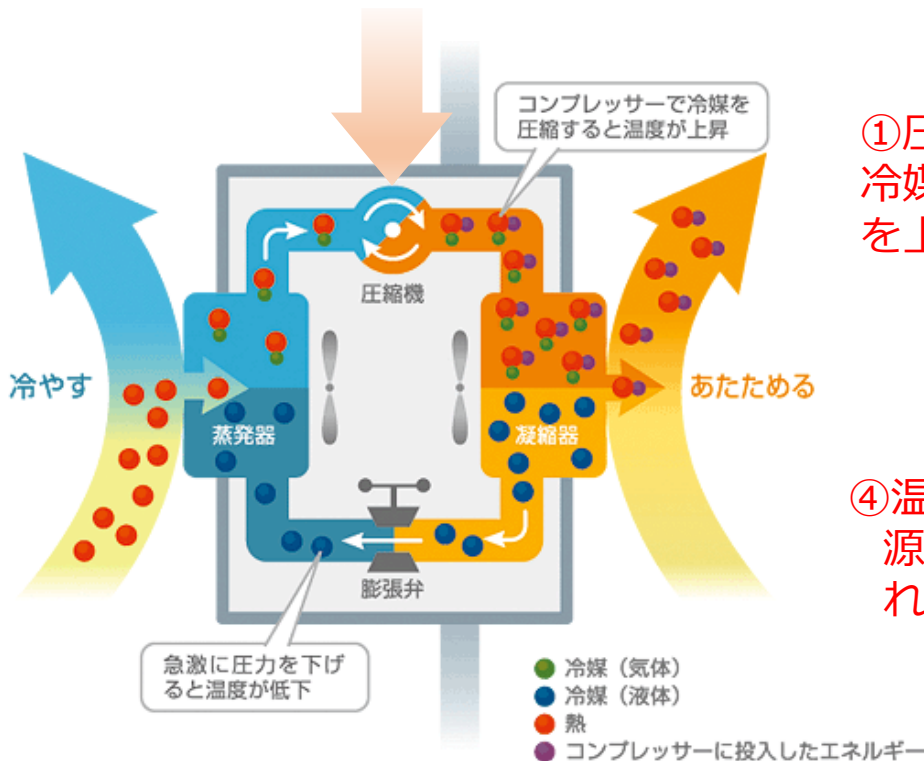 コンプレッサーで冷媒を
圧縮すると温度が上昇
①圧
冷媒
を上
圧縮機
冷やす
あたためる
蒸発器
凝縮器
④温
源
れ
膨張弁
急激に圧力を下げ
ると温度が低下
冷媒（気体）
冷媒（液体）
熱
コンプレッサーに投入したエネルギー